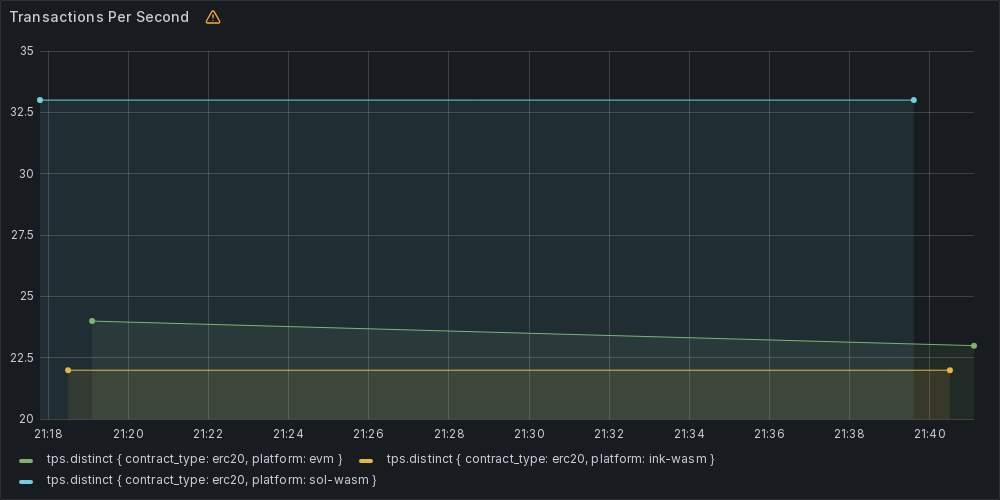 Transactions Per Second
35
32.5
30
27.5
25
22.5
20
21:18 21:20 21:22 21:24 21:26 21:28 21:30 21:32 21:34 21:36 21:38 21:40
tps.distinct { contract_type: erc20, platform: evm } tps.distinct { contract_type: erc20, platform: ink-wasm }
tps.distinct { contract_type: erc20, platform: sol-wasm }